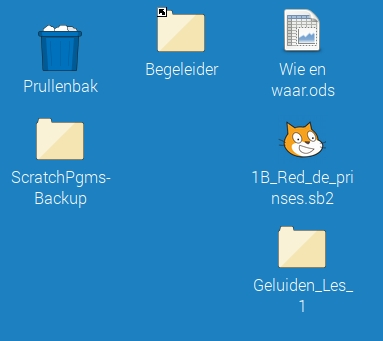 Prullenbak
Begeleider
Wie en
waar.ods
ScratchPgms-
Backup
1B_Red_de_pri
nses.sb2
Geluiden_Les_
1